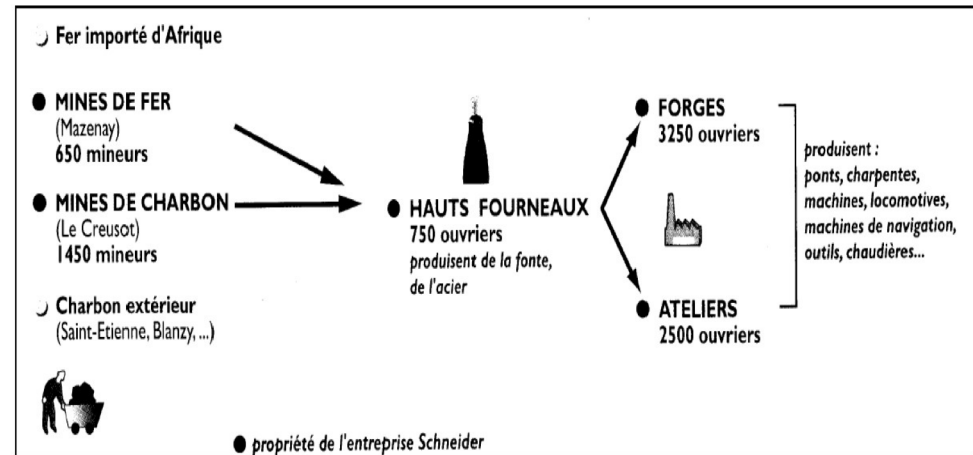 Fer importé d'Afrique
MINES DE FER
(Mazenay)
650 mineurs
MINES DE CHARBON
(Le Creusot)
1450 mineurs
Charbon extérieur
(Saint-Etienne, Blanzy, ...)
HAUTS FOURNEAUX
750 ouvriers
produisent de la fonte,
de l'acier
FORGES
3250 ouvriers
ATELIERS
2500 ouvriers
produisent :
ponts, charpentes,
machines, locomotives,
machines de navigation,
outils, chaudières...
propriété de l'entreprise Schneider